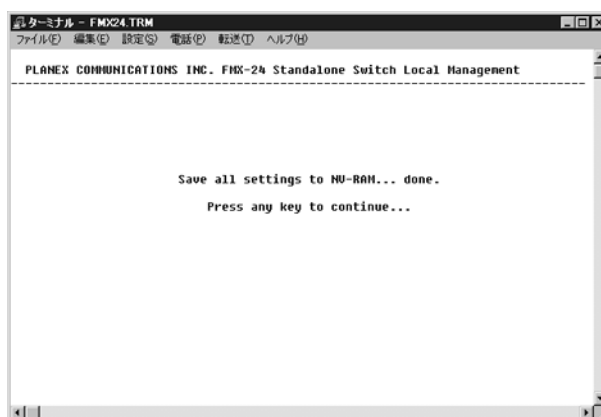 ターミナル - FMX24.TRM
ファイル(F) 編集(E) 設定(S) 電話(P) 転送(T) ヘルプ(H)
PLANEX COMMUNICATIONS INC. FMX-24 Standalone Switch Local Management
Save all settings to NV-RAM... done.
Press any key to continue...